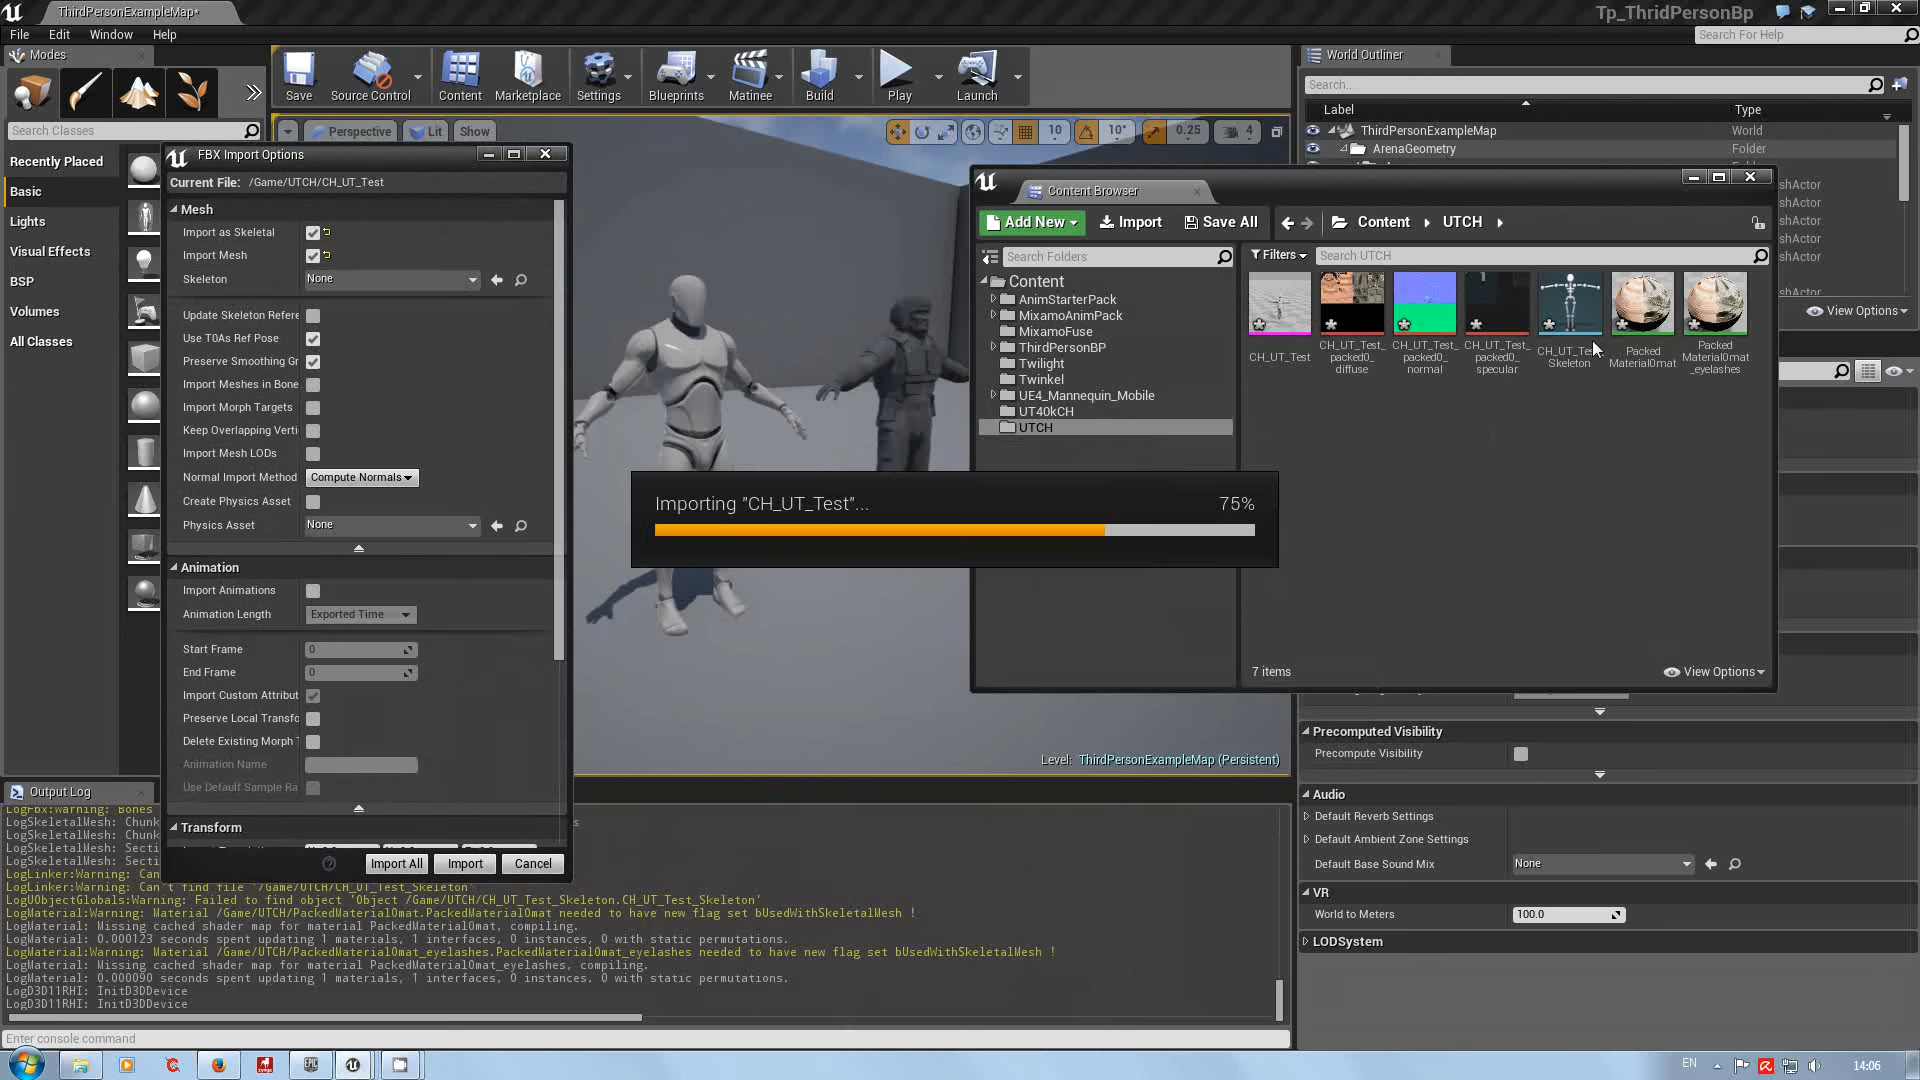 ThirdPersonExampleMap*
Tp_ThridPersonBp
File Edit Window Help
Search For Help
Modes
Save
Source Control
Content
Marketplace
Settings
Blueprints
Matinee
Build
Play
Launch
Search Classes
Recently Placed
Basic
Lights
Visual Effects
BSP
Volumes
All Classes
Perspective
Lit
Show
10
10°
0.25
4
World Outliner
Search...
Label
Type
ThirdPersonExampleMap World
ArenaGeometry Folder
shActor
shActor
shActor
shActor
shActor
View Options
FBX Import Options
Current File: /Game/UTCH/CH_UT_Test
Mesh
Import as Skeletal
Import Mesh
Skeleton None
Update Skeleton Refere
Use T0As Ref Pose
Preserve Smoothing Gr
Import Meshes in Bone
Import Morph Targets
Keep Overlapping Verti
Import Mesh LODs
Normal Import Method Compute Normals
Create Physics Asset
Physics Asset None
Animation
Import Animations
Animation Length Exported Time
Start Frame 0
End Frame 0
Import Custom Attribut
Preserve Local Transfo
Delete Existing Morph T
Animation Name
Use Default Sample Ra
Transform
Import All
Import
Cancel
Content Browser
Add New
Import
Save All
Content
UTCH
Search Folders
Filters
Search UTCH
Content
AnimStarterPack
MixamoAnimPack
MixamoFuse
ThirdPersonBP
Twilight
Twinkel
UE4_Mannequin_Mobile
UT40kCH
UTCH
CH_UT_Test
CH_UT_Test_
packed0_
diffuse
CH_UT_Test_
packed0_
normal
CH_UT_Test_
packed0_
specular
Skeleton
Packed
Material0mat
Packed
Material0mat
_eyelashes
7 items
View Options
Importing "CH_UT_Test"...
75%
Level: ThirdPersonExampleMap (Persistent)
Precomputed Visibility
Precompute Visibility
Audio
Default Reverb Settings
Default Ambient Zone Settings
Default Base Sound Mix None
VR
World to Meters 100.0
LODSystem
Output Log
LogFbx:Warning: Bones
LogSkeletalMesh: Chunk
LogSkeletalMesh: Chunk
LogSkeletalMesh: Secti
LogSkeletalMesh: Secti
LogLinker:Warning: Can
LogLinker:Warning: Can't find file '/Game/UTCH/CH_UT_Test_Skeleton'
LogUObjectGlobals:Warning: Failed to find object 'Object /Game/UTCH/CH_UT_Test_Skeleton.CH_UT_Test_Skeleton'
LogMaterial:Warning: Material /Game/UTCH/PackedMaterial0mat.PackedMaterial0mat needed to have new flag set bUsedWithSkeletalMesh !
LogMaterial: Missing cached shader map for material PackedMaterial0mat, compiling.
LogMaterial: 0.000123 seconds spent updating 1 materials, 1 interfaces, 0 instances, 0 with static permutations.
LogMaterial:Warning: Material /Game/UTCH/PackedMaterial0mat_eyelashes.PackedMaterial0mat_eyelashes needed to have new flag set bUsedWithSkeletalMesh !
LogMaterial: Missing cached shader map for material PackedMaterial0mat_eyelashes, compiling.
LogMaterial: 0.000090 seconds spent updating 1 materials, 1 interfaces, 0 instances, 0 with static permutations.
LogD3D11RHI: InitD3DDevice
LogD3D11RHI: InitD3DDevice
Enter console command
EN
14:06